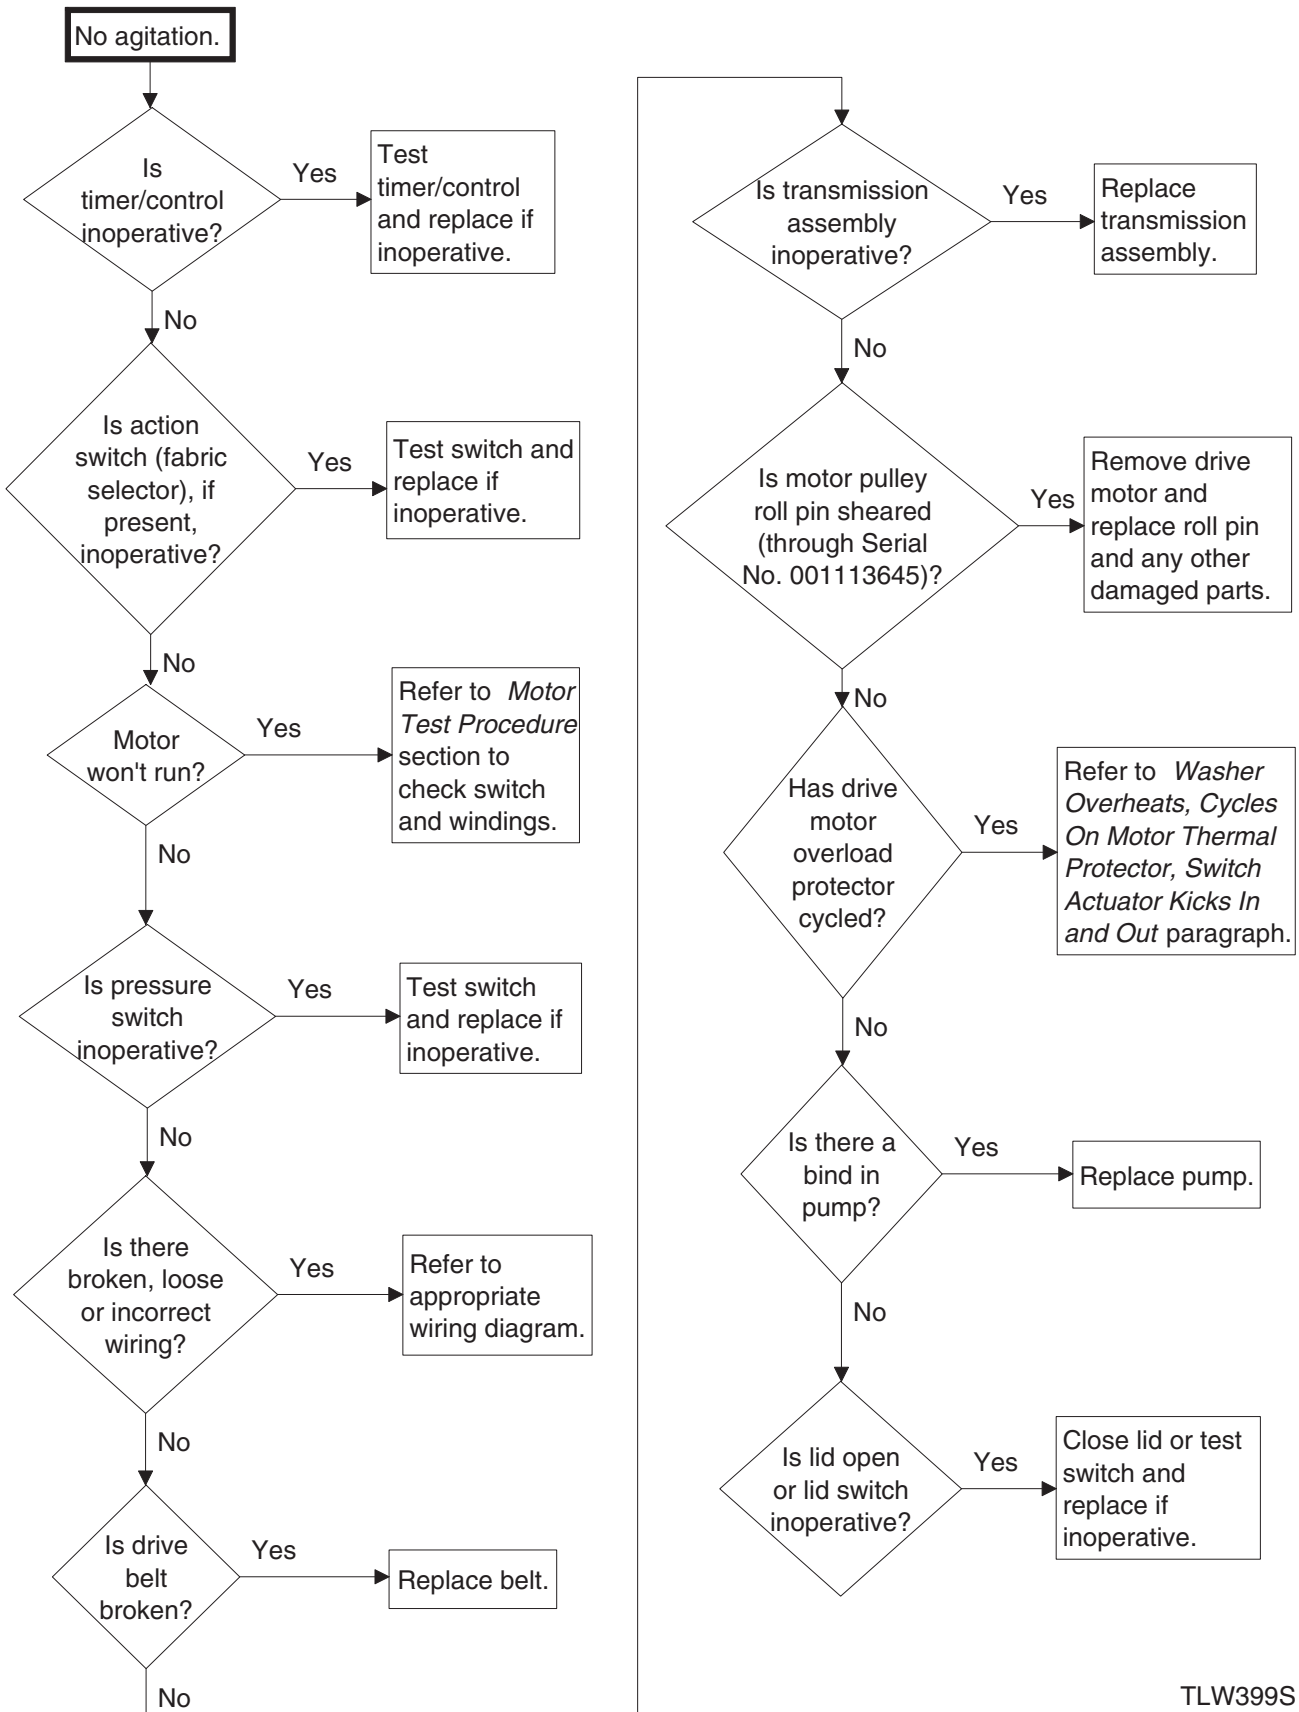 No agitation.
Is
timer/control
inoperative?
Yes
Test
timer/control
and replace if
inoperative.
No
Is action
switch (fabric
selector), if
present,
inoperative?
Yes
Test switch and
replace if
inoperative.
No
Motor
won't run?
Yes
Refer to Motor
Test Procedure
section to
check switch
and windings.
No
Is pressure
switch
inoperative?
Yes
Test switch
and replace if
inoperative.
No
Is there
broken, loose
or incorrect
wiring?
Yes
Refer to
appropriate
wiring diagram.
No
Is drive
belt
broken?
Yes
Replace belt.
No
Is transmission
assembly
inoperative?
Yes
Replace
transmission
assembly.
No
Is motor pulley
roll pin sheared
(through Serial
No. 001113645)?
Yes
Remove drive
motor and
replace roll pin
and any other
damaged parts.
No
Has drive
motor
overload
protector
cycled?
Yes
Refer to Washer
Overheats, Cycles
On Motor Thermal
Protector, Switch
Actuator Kicks In
and Out paragraph.
No
Is there a
bind in
pump?
Yes
Replace pump.
No
Is lid open
or lid switch
inoperative?
Yes
Close lid or test
switch and
replace if
inoperative.
TLW399S